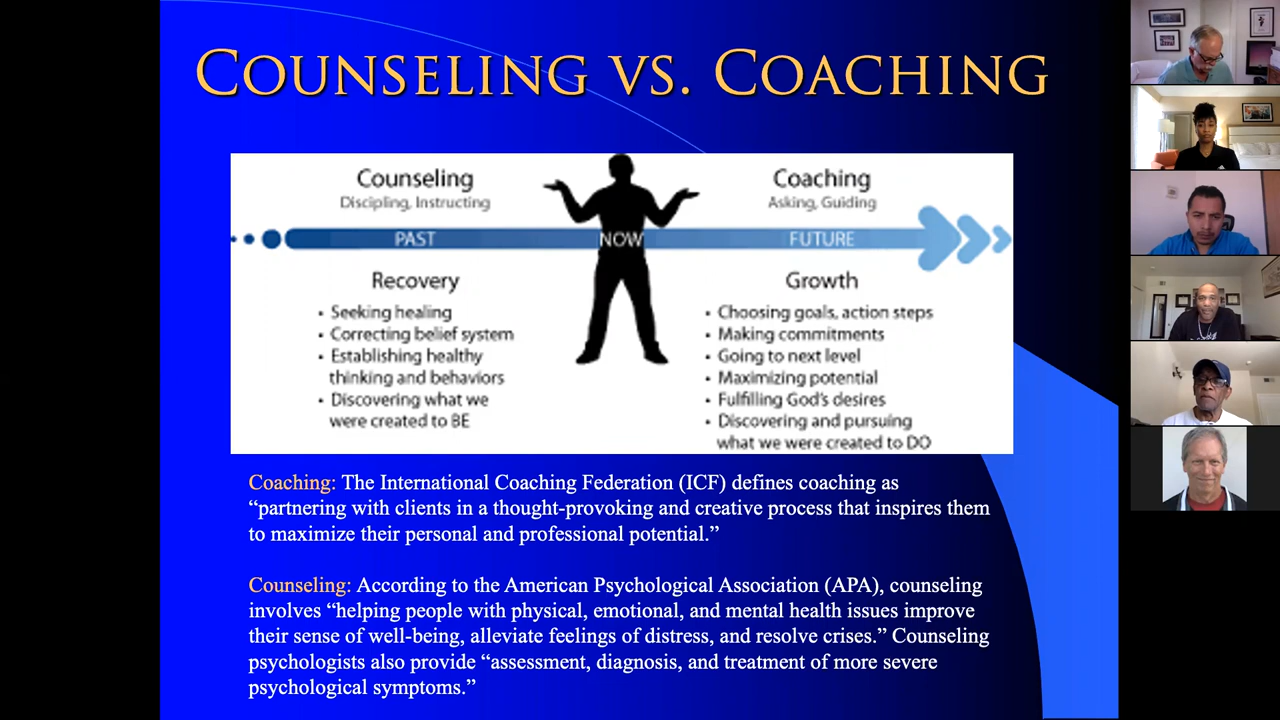 COUNSELING VS. COACHING
Counseling
Discipling, Instructing
PAST
Recovery
• Seeking healing
• Correcting belief system
• Establishing healthy
thinking and behaviors
• Discovering what we
were created to BE
NOW
Coaching
Asking, Guiding
FUTURE
Growth
• Choosing goals, action steps
• Making commitments
• Going to next level
• Maximizing potential
• Fulfilling God's desires
• Discovering and pursuing
what we were created to DO
Coaching: The International Coaching Federation (ICF) defines coaching as
“partnering with clients in a thought-provoking and creative process that inspires them
to maximize their personal and professional potential.”
Counseling: According to the American Psychological Association (APA), counseling
involves “helping people with physical, emotional, and mental health issues improve
their sense of well-being, alleviate feelings of distress, and resolve crises.” Counseling
psychologists also provide “assessment, diagnosis, and treatment of more severe
psychological symptoms.”